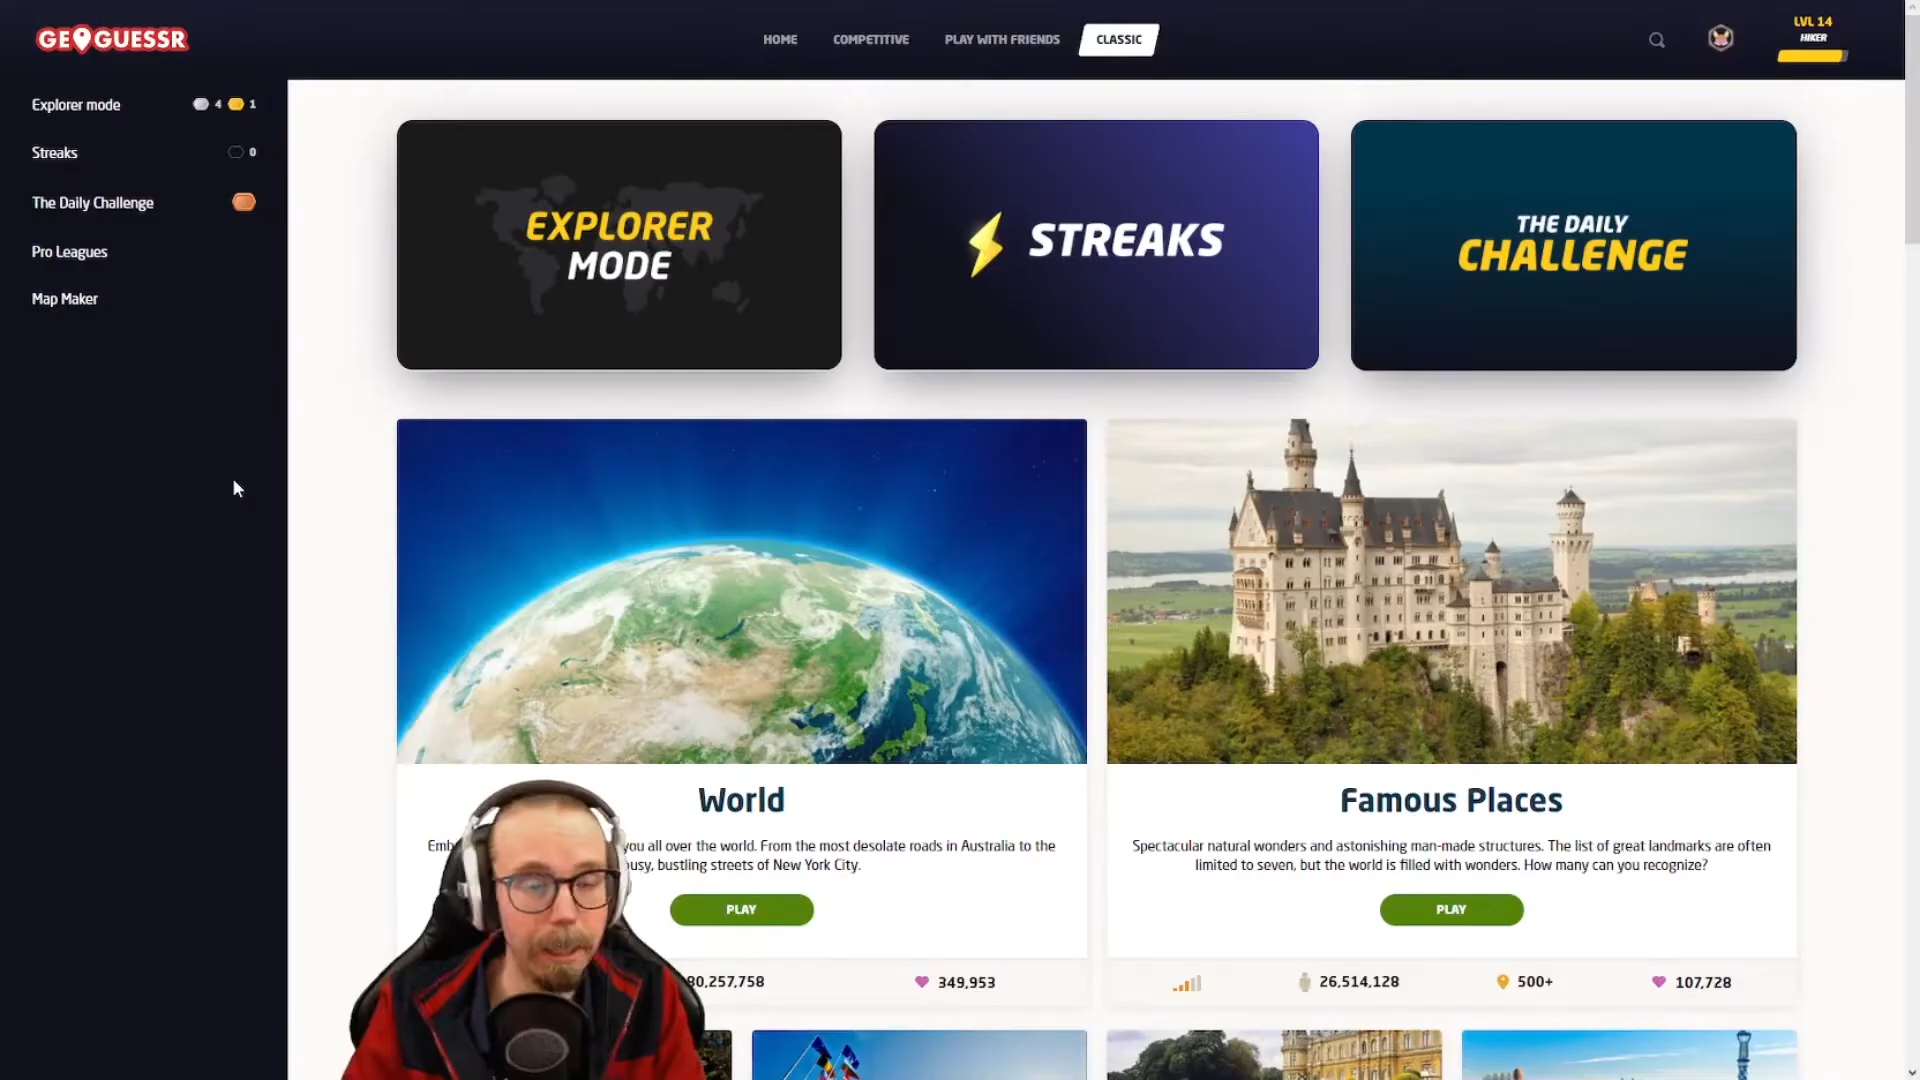 GEOGUESSR
HOME
COMPETITIVE
PLAY WITH FRIENDS
CLASSIC
LVL 14
HIKER
Explorer mode
4
1
Streaks
0
The Daily Challenge
Pro Leagues
Map Maker
EXPLORER
MODE
STREAKS
THE DAILY
CHALLENGE
World
you all over the world. From the most desolate roads in Australia to the
bustling streets of New York City.
PLAY
80,257,758
349,953
Famous Places
Spectacular natural wonders and astonishing man-made structures. The list of great landmarks are often
limited to seven, but the world is filled with wonders. How many can you recognize?
PLAY
26,514,128
500+
107,728